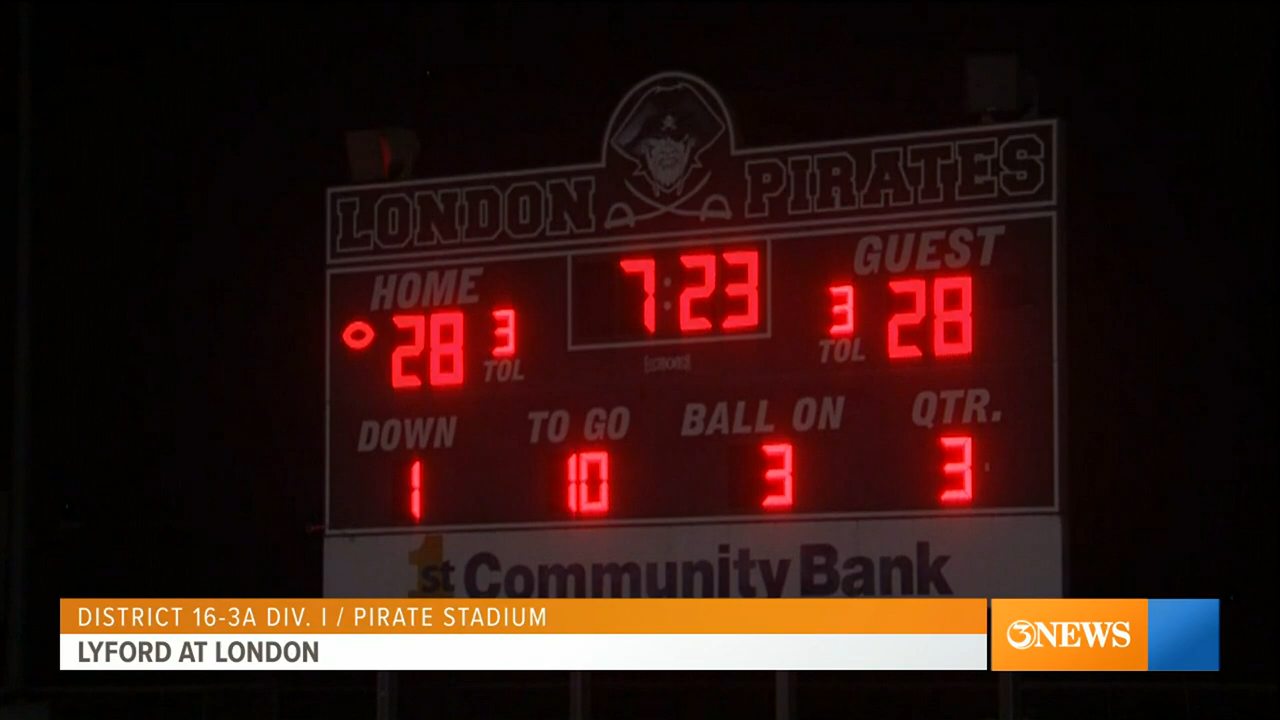 LONDON PIRATES
HOME 7:23 GUEST
28 3 3 28
TOL TOL
DOWN TO GO BALL ON QTR.
1 10 3 3
1st Community Bank
DISTRICT 16-3A DIV. I / PIRATE STADIUM
LYFORD AT LONDON
3NEWS